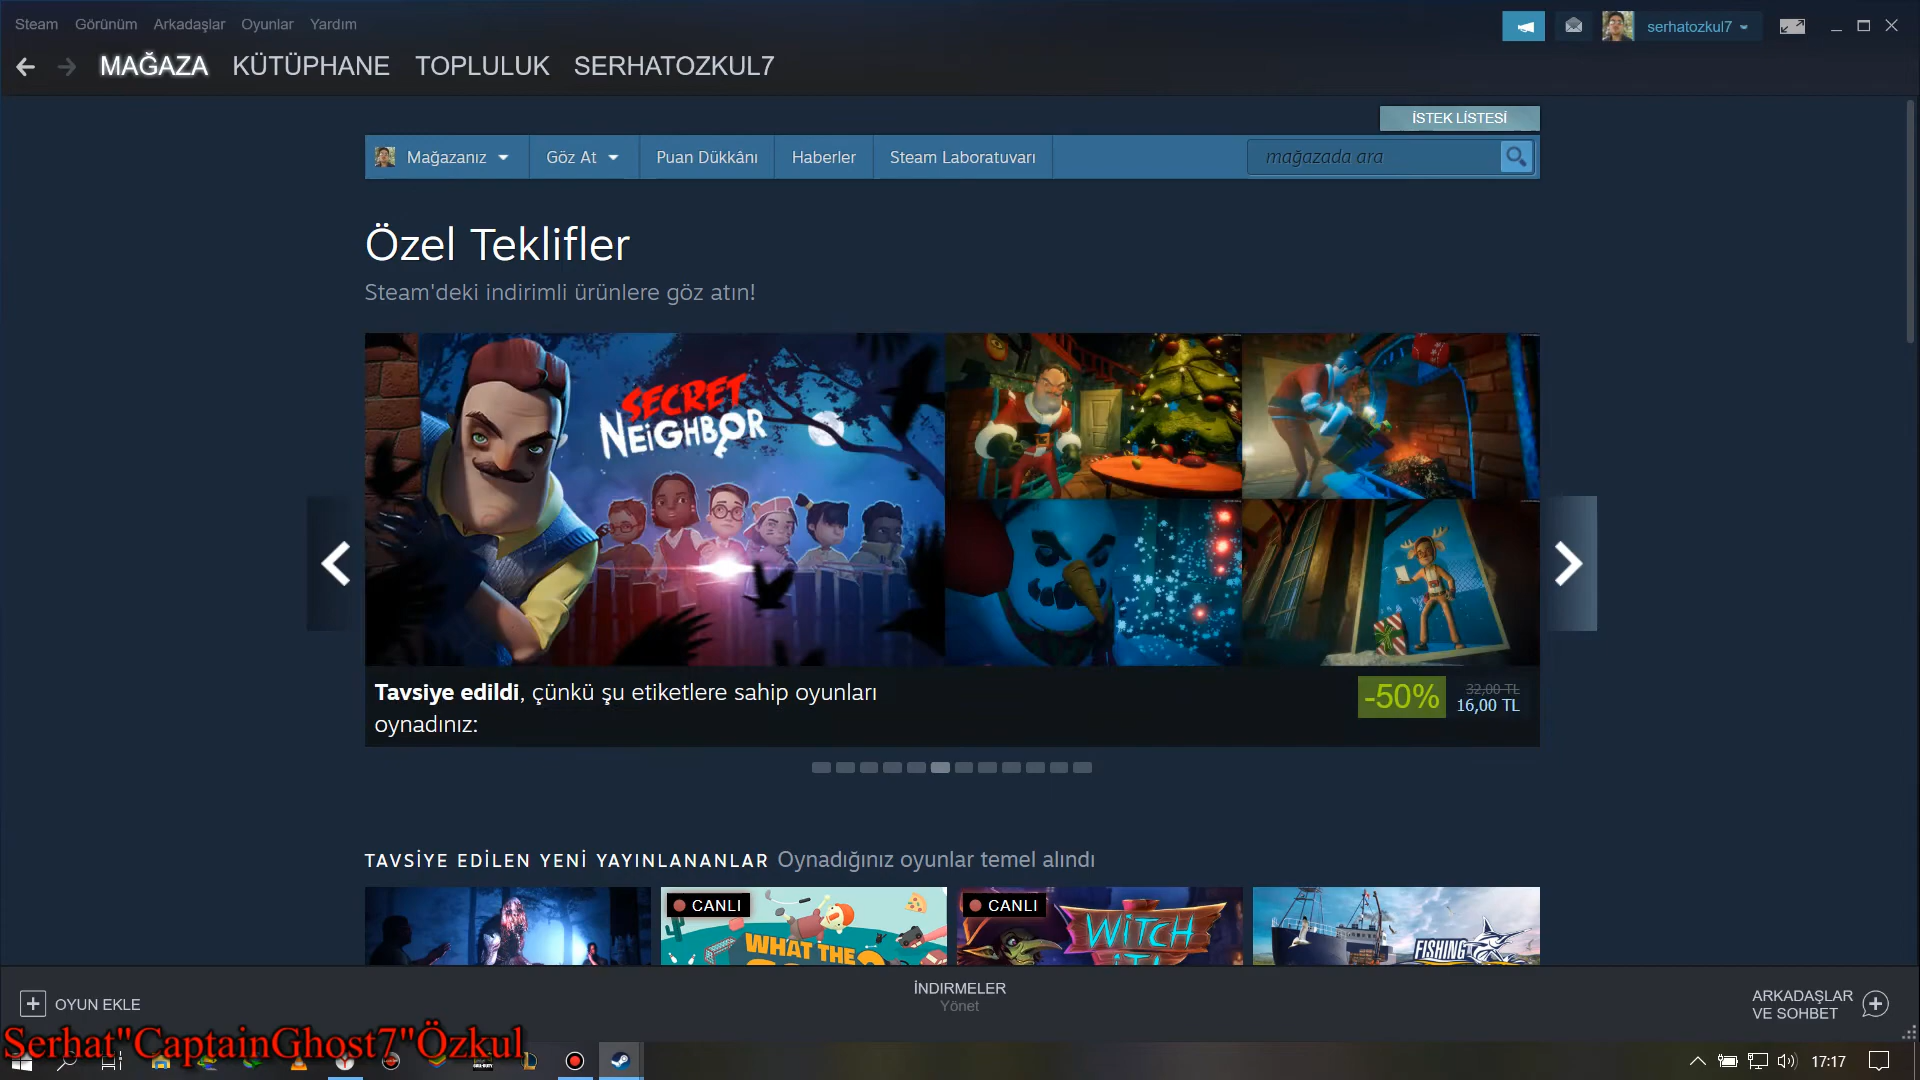 Steam Görünüm Arkadaşlar Oyunlar Yardım
serhatozkul7
MAĞAZA KÜTÜPHANE TOPLULUK SERHATOZKUL7
İSTEK LİSTESİ
Mağazanız Göz At Puan Dükkânı Haberler Steam Laboratuvarı mağazada ara
Özel Teklifler
Steam'deki indirimli ürünlere göz atın!
SECRET
NEiGHBOR
Tavsiye edildi, çünkü şu etiketlere sahip oyunları
oynadınız:
-50%
32,00 TL
16,00 TL
TAVSİYE EDİLEN YENİ YAYINLANANLAR Oynadığınız oyunlar temel alındı
CANLI
WHAT THE
CANLI
WiTCH
iT!
FISHING
OYUN EKLE
İNDİRMELER
Yönet
ARKADAŞLAR
VE SOHBET
Serhat"CaptainGhost7"Özkul
17:17